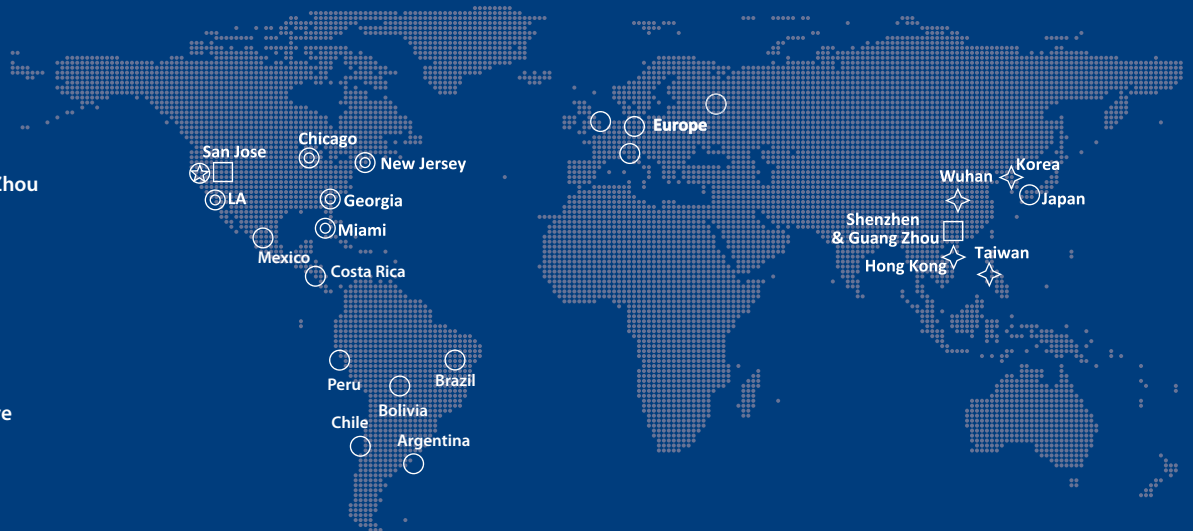 Chicago
San Jose
New Jersey
Zhou
LA
Georgia
Miami
Mexico
Costa Rica
Peru
Brazil
Bolivia
Chile
Argentina
Europe
Korea
Wuhan
Japan
Shenzhen
& Guang Zhou
Taiwan
Hong Kong